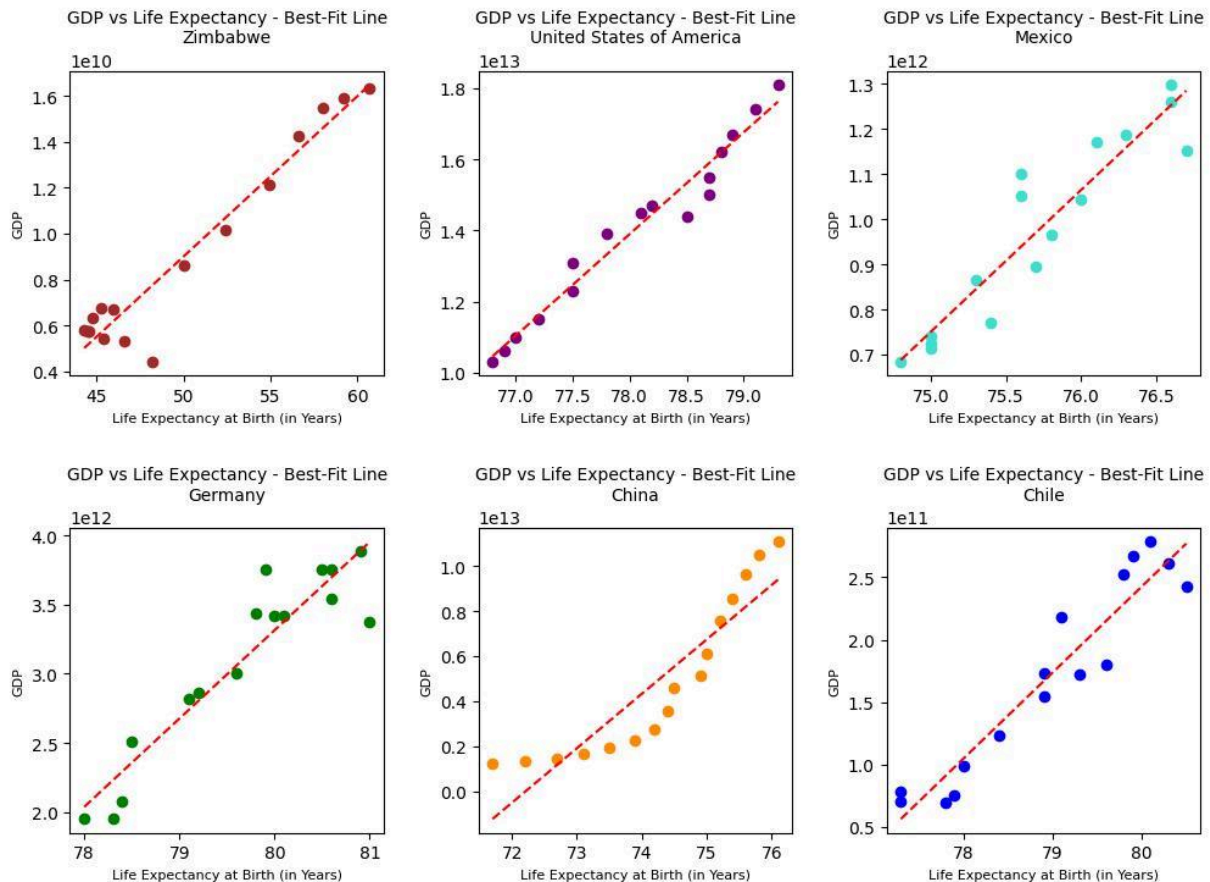 GDP vs Life Expectancy - Best-Fit Line
Zimbabwe
1e10
1.6
1.4
1.2
1.0
0.8
0.6
0.4
GDP
45 50 55 60
Life Expectancy at Birth (in Years)
GDP vs Life Expectancy - Best-Fit Line
United States of America
1e13
1.8
1.6
1.4
1.2
1.0
GDP
77.0 77.5 78.0 78.5 79.0
Life Expectancy at Birth (in Years)
GDP vs Life Expectancy - Best-Fit Line
Mexico
1e12
1.3
1.2
1.1
1.0
0.9
0.8
0.7
GDP
75.0 75.5 76.0 76.5
Life Expectancy at Birth (in Years)
GDP vs Life Expectancy - Best-Fit Line
Germany
1e12
4.0
3.5
3.0
2.5
2.0
GDP
78 79 80 81
Life Expectancy at Birth (in Years)
GDP vs Life Expectancy - Best-Fit Line
China
1e13
1.0
0.8
0.6
0.4
0.2
0.0
GDP
72 73 74 75 76
Life Expectancy at Birth (in Years)
GDP vs Life Expectancy - Best-Fit Line
Chile
1e11
2.5
2.0
1.5
1.0
0.5
GDP
78 79 80
Life Expectancy at Birth (in Years)